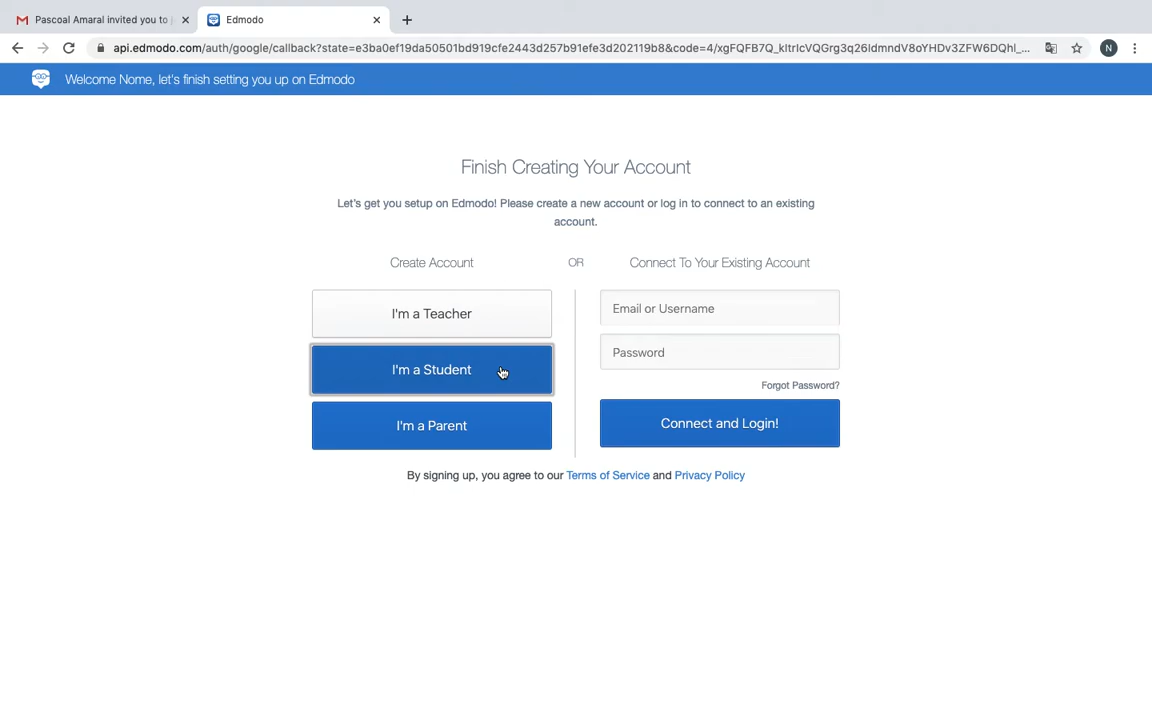 Pascoal Amaral invited you to j
Edmodo
api.edmodo.com/auth/google/callback?state=e3ba0ef19da50501bd919cfe2443d257b91efe3d202119b8&code=4/xgFQFB7Q_kltrlcVQGrg3q26IdmndV8oYHDv3ZFW6DQhl_...
N
Welcome Nome, let's finish setting you up on Edmodo
Finish Creating Your Account
Let's get you setup on Edmodo! Please create a new account or log in to connect to an existing
account.
Create Account
OR
Connect To Your Existing Account
I'm a Teacher
I'm a Student
I'm a Parent
Email or Username
Password
Forgot Password?
Connect and Login!
By signing up, you agree to our Terms of Service and Privacy Policy